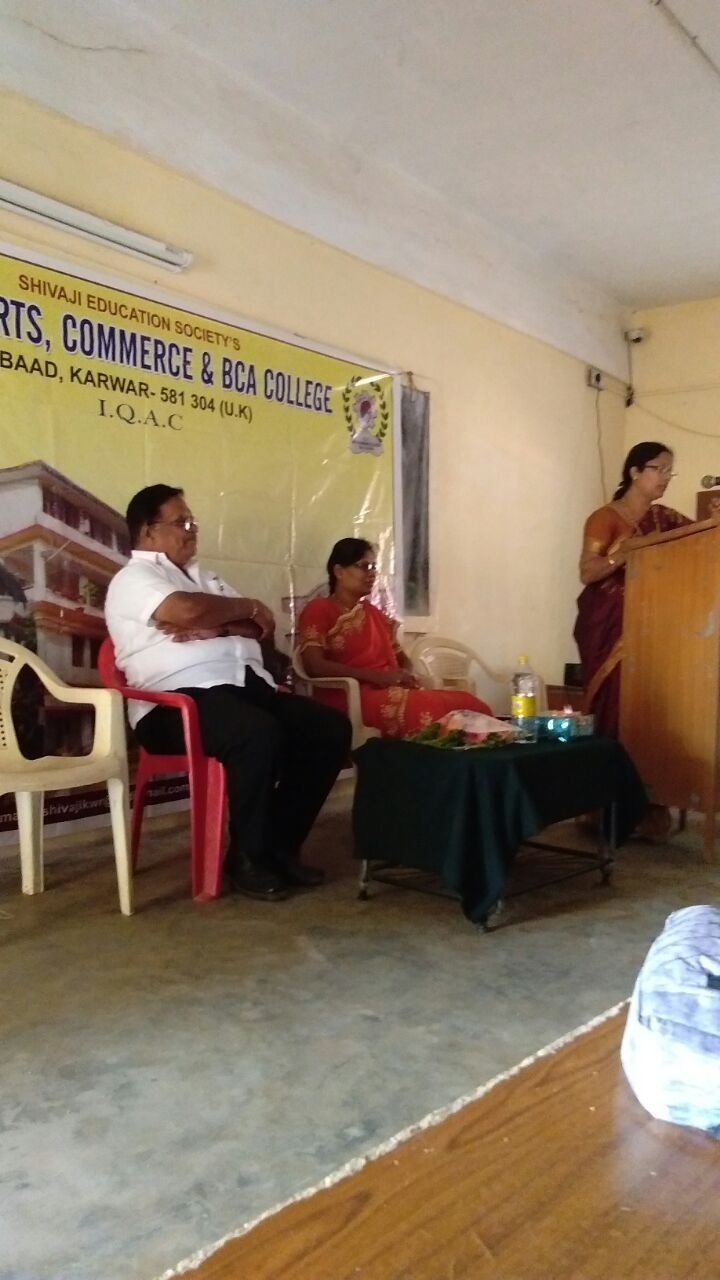 SHIVAJI EDUCATION SOCIETY'S
RTS, COMMERCE & BCA COLLEGE
BAAD, KARWAR- 581 304 (U.K)
I.Q.A.C